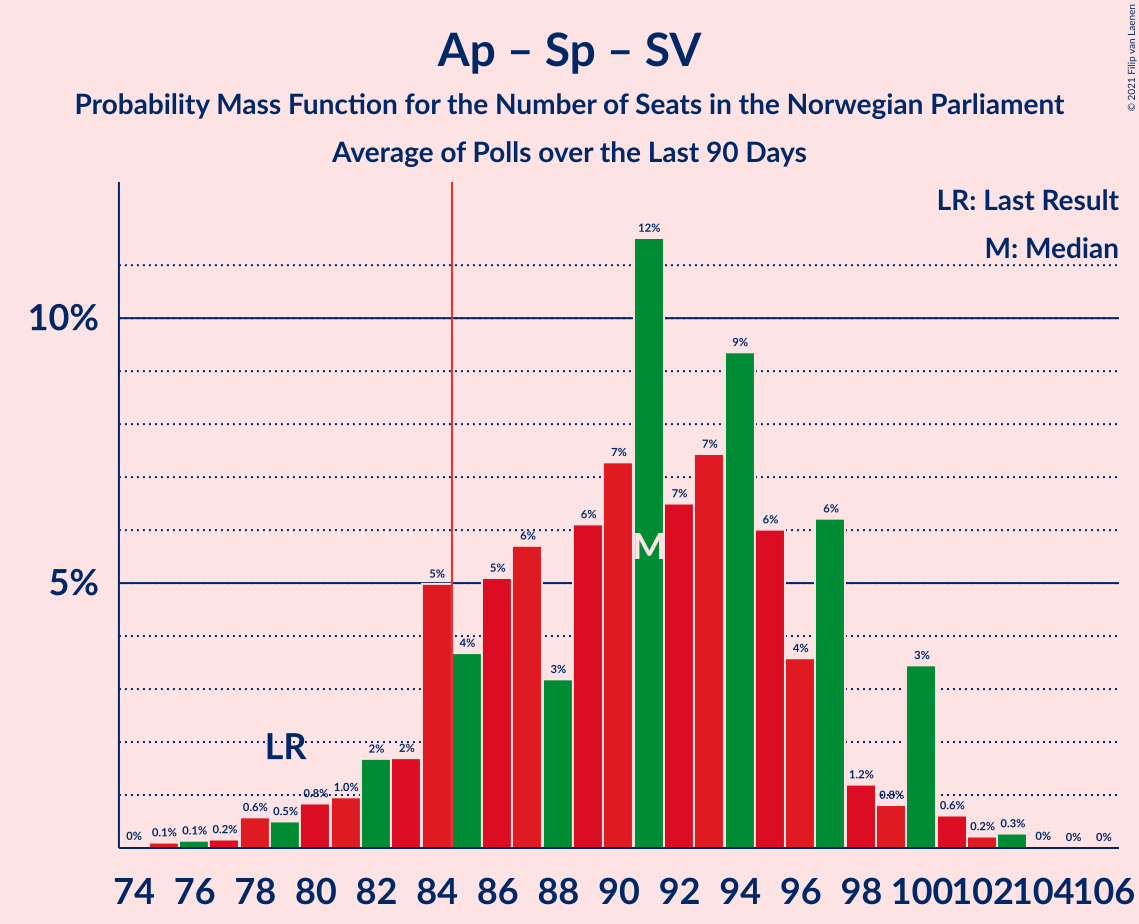 Ap – Sp – SV
Probability Mass Function for the Number of Seats in the Norwegian Parliament
Average of Polls over the Last 90 Days
© 2021 Filip van Laenen
LR: Last Result
M: Median
10%
5%
0% 0.1% 0.1% 0.2% 0.6% 0.5% 0.8% 1.0% 2% 2% 5% 4% 5% 6% 3% 6% 7% 12% 7% 7% 9% 6% 4% 6% 1.2% 0.8% 3% 0.6% 0.2% 0.3% 0% 0% 0%
LR
M
74 76 78 80 82 84 86 88 90 92 94 96 98 100 102 104 106